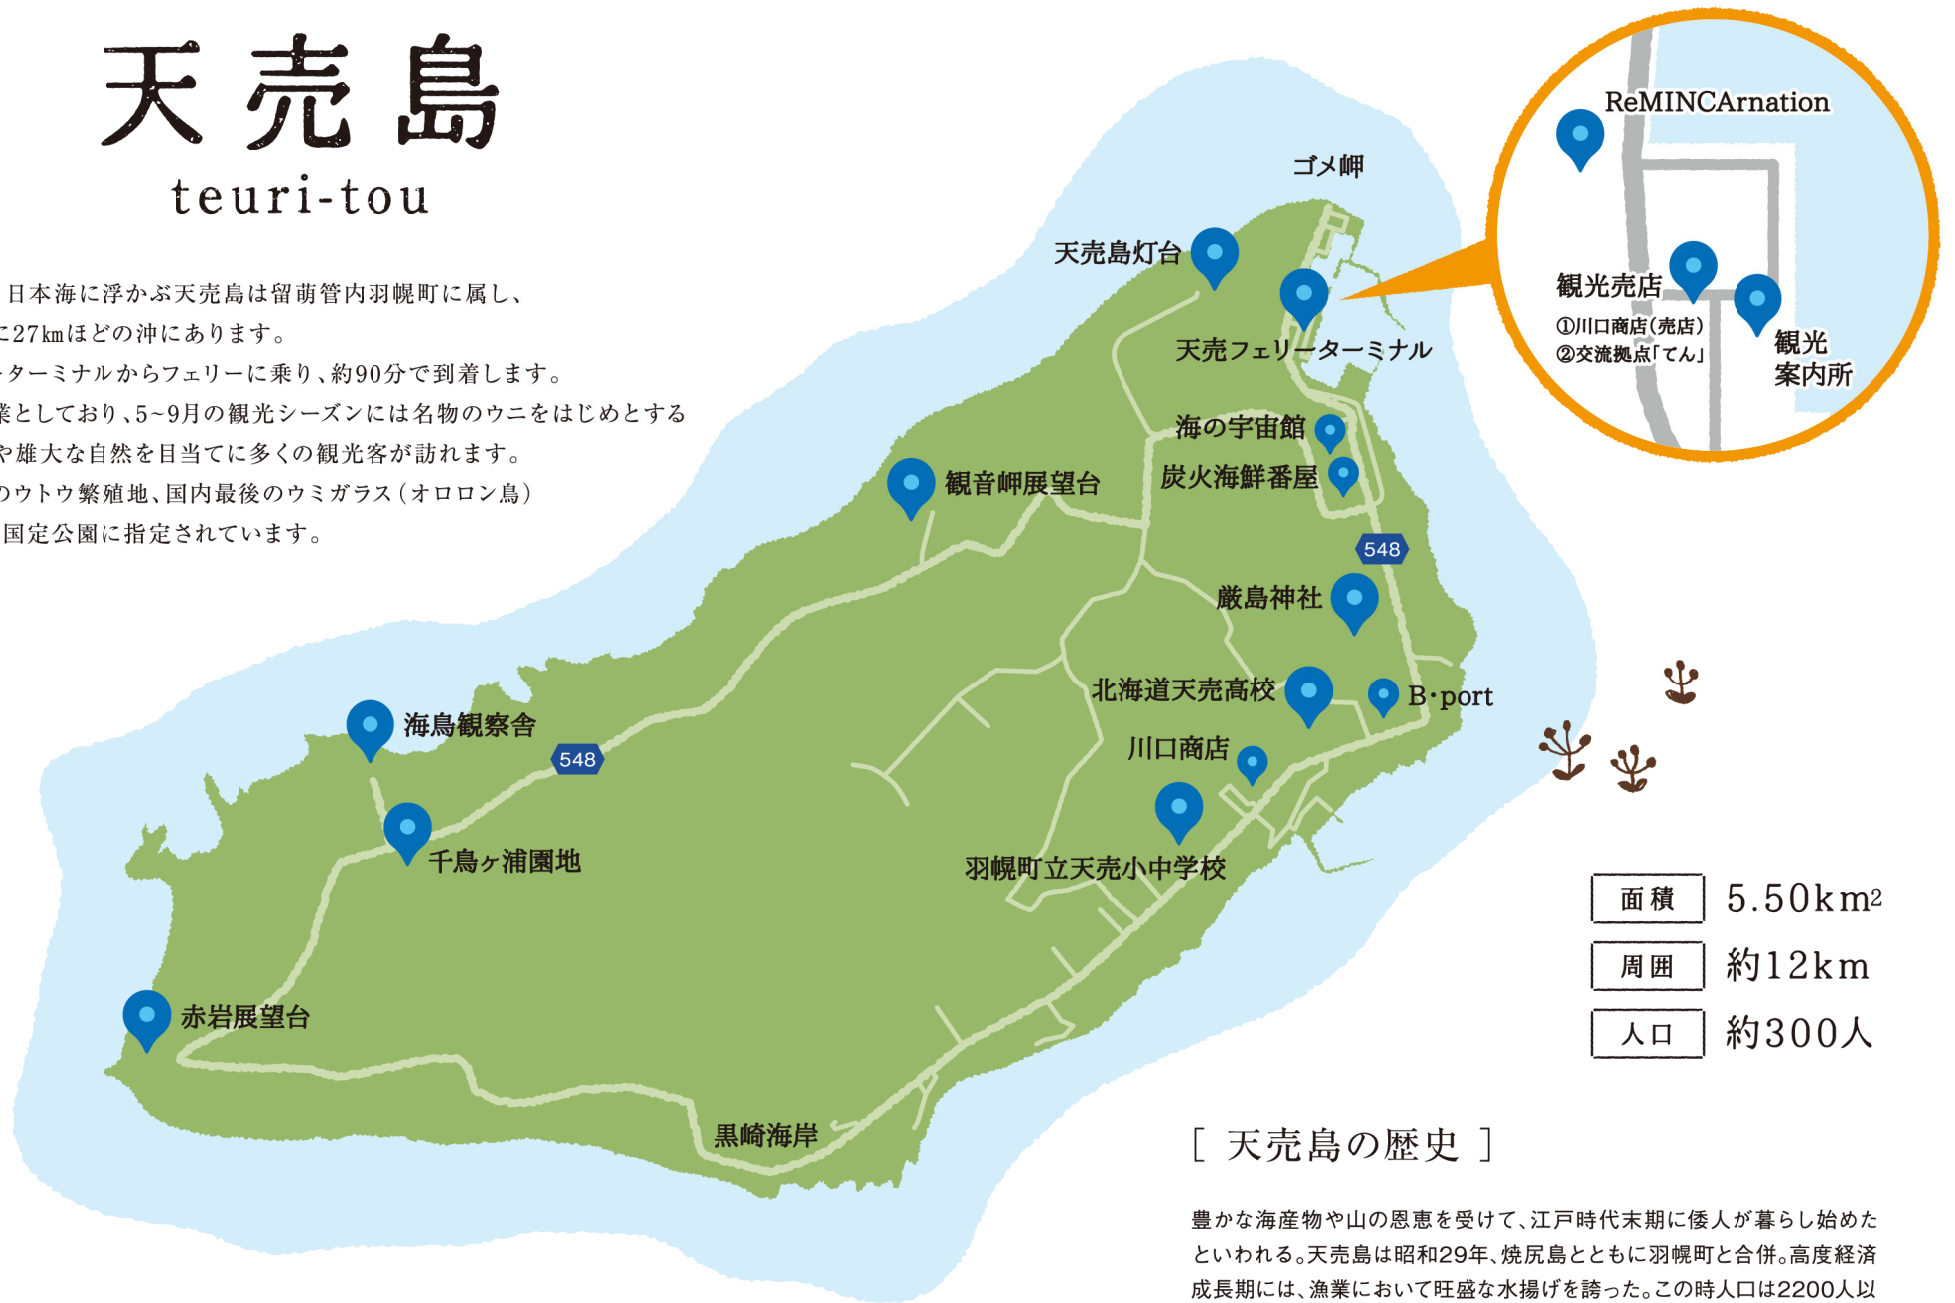 天売島
teuri-tou
日本海に浮かぶ天売島は留萌管内羽幌町に属し、
に27㎞ほどの沖にあります。
ターミナルからフェリーに乗り、約90分で到着します。
業としており、5~9月の観光シーズンには名物のウニをはじめとする
や雄大な自然を目当てに多くの観光客が訪れます。
のウトウ繁殖地、国内最後のウミガラス（オロロン鳥）
国定公園に指定されています。
ゴメ岬
天売島灯台
天売フェリーターミナル
海の宇宙館
炭火海鮮番屋
観音岬展望台
548
厳島神社
北海道天売高校
B・port
川口商店
羽幌町立天売小中学校
海鳥観察舎
548
千鳥ヶ浦園地
赤岩展望台
黒崎海岸
ReMINCArnation
観光売店
①川口商店（売店）
②交流拠点「てん」
観光
案内所
面積 5.50km²
周囲 約12km
人口 約300人
［ 天売島の歴史 ］
豊かな海産物や山の恩恵を受けて、江戸時代末期に倭人が暮らし始めた
といわれる。天売島は昭和29年、焼尻島とともに羽幌町と合併。高度経済
成長期には、漁業において旺盛な水揚げを誇った。この時人口は2200人以